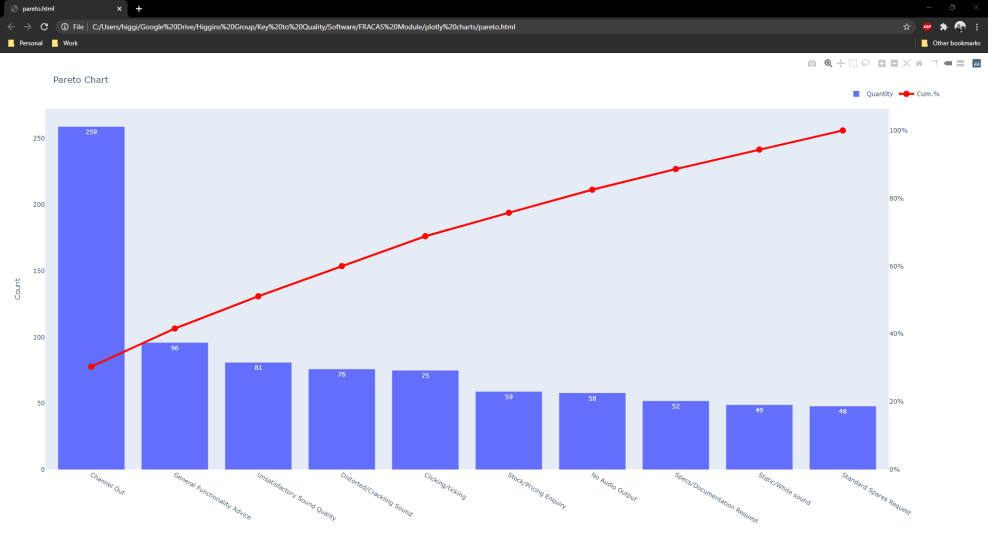 pareto.html
File
C:/Users/higgi/Google%20Drive/Higgins%20Group/Key%20to%20Quality/Software/FRACAS%20Module/plotly%20charts/pareto.html
Personal
Work
Other bookmarks
Pareto Chart
Quantity
Cum.%
259
96
81
76
75
59
58
52
49
48
250
200
150
100
50
0
Count
100%
80%
60%
40%
20%
0%
Channel Out
General Functionality Advice
Unsatisfactory Sound Quality
Distorted/Crackling Sound
Clicking/ticking
Stock/Pricing Enquiry
No Audio Output
Specs/Documentation Request
Static/White sound
Standard Spares Request